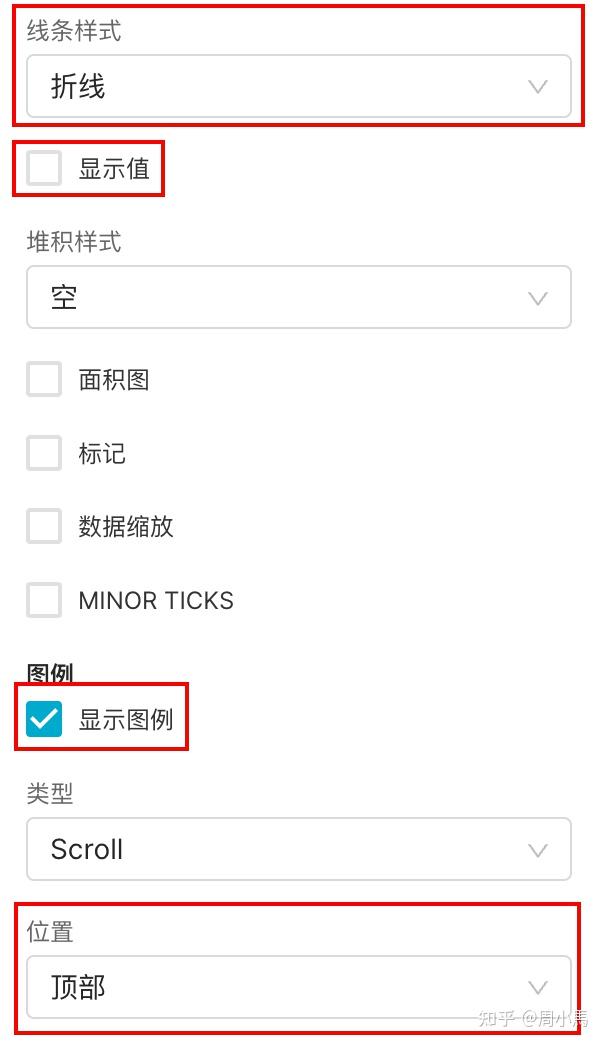 线条样式
折线
显示值
堆积样式
空
面积图
标记
数据缩放
MINOR TICKS
图例
显示图例
类型
Scroll
位置
顶部
知乎 @周小馬